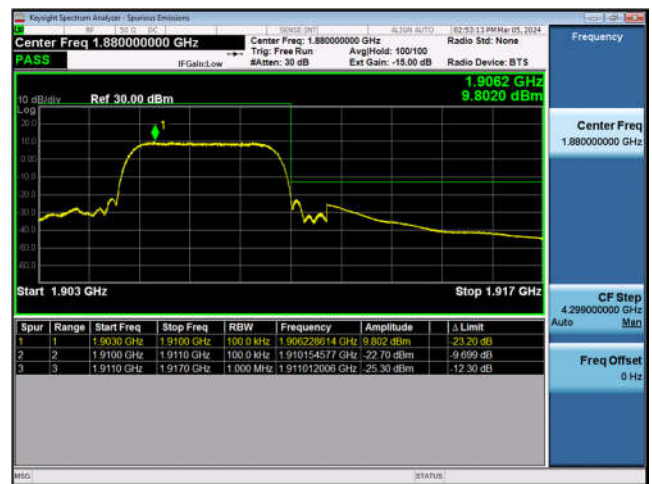 Keysight Spectrum Analyzer - Spurious Emissions
RF 50 Ω DC SENSE:INT ALIGN AUTO 02:53:13 PM Mar 05, 2024
Center Freq 1.880000000 GHz
Center Freq: 1.880000000 GHz
Radio Std: None
Trig: Free Run Avg|Hold: 100/100
PASS
IFGain:Low
#Atten: 30 dB Ext Gain: -15.00 dB Radio Device: BTS
1.9062 GHz
9.8020 dBm
10 dB/div Ref 30.00 dBm
Log
20.0
10.0
0.00
-10.0
-20.0
-30.0
-40.0
-50.0
-60.0
1
Start 1.903 GHz Stop 1.917 GHz
Spur Range Start Freq Stop Freq RBW Frequency Amplitude Δ Limit
1 1 1.9030 GHz 1.9100 GHz 100.0 kHz 1.906228614 GHz 9.802 dBm -23.20 dB
2 2 1.9100 GHz 1.9110 GHz 100.0 kHz 1.910154577 GHz -22.70 dBm -9.699 dB
3 3 1.9110 GHz 1.9170 GHz 1.000 MHz 1.911012006 GHz -25.30 dBm -12.30 dB
MSG STATUS
Frequency
Center Freq
1.880000000 GHz
CF Step
4.299000000 GHz
Auto Man
Freq Offset
0 Hz